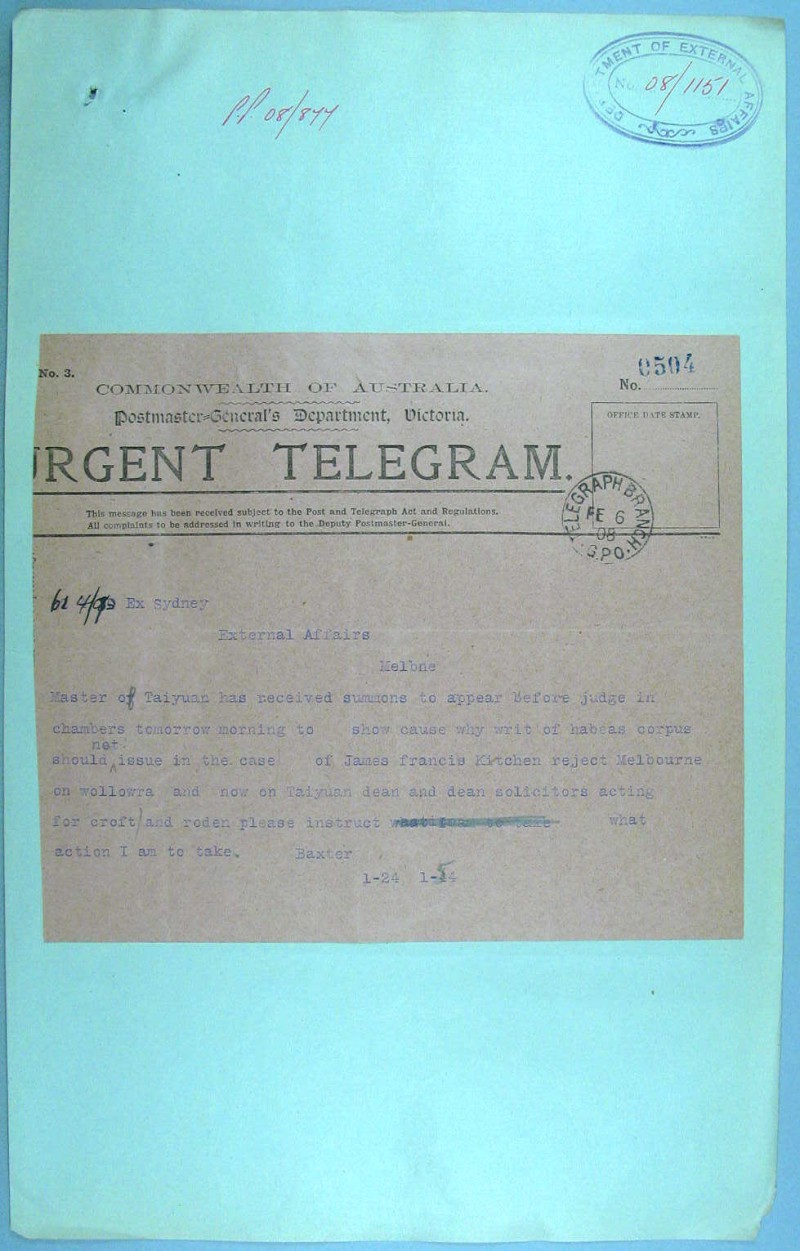 PP 08/877
DEPARTMENT OF EXTERNAL AFFAIRS
No. 08/1151
No. 3.
0504
No.
COMMONWEALTH OF AUSTRALIA.
Postmaster-General's Department, Victoria.
OFFICE DATE STAMP.
URGENT TELEGRAM.
This message has been received subject to the Post and Telegraph Act and Regulations.
All complaints to be addressed in writing to the Deputy Postmaster-General.
TELEGRAPH BRANCH
FE 6
08
G.P.O.
Ex Sydney
External Affairs
Melbne
Master of Taiyuan has received summons to appear before judge in
chambers tomorrow morning to show cause why writ of habeas corpus
not
should issue in the case of James francis Kitchen reject Melbourne
on wollowra and now on Taiyuan dean and dean solicitors acting
for croft and roden please instruct what
action I am to take. Baxter
1-24 1-54